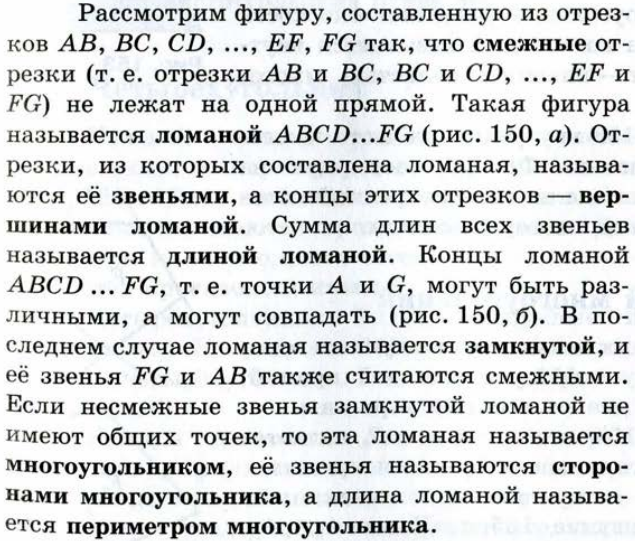 Рассмотрим фигуру, составленную из отрез-
ков AB, BC, CD, ..., EF, FG так, что смежные от-
резки (т. е. отрезки AB и BC, BC и CD, ..., EF и
FG) не лежат на одной прямой. Такая фигура
называется ломаной ABCD...FG (рис. 150, а). От-
резки, из которых составлена ломаная, называ-
ются её звеньями, а концы этих отрезков — вер-
шинами ломаной. Сумма длин всех звеньев
называется длиной ломаной. Концы ломаной
ABCD ... FG, т. е. точки A и G, могут быть раз-
личными, а могут совпадать (рис. 150, б). В по-
следнем случае ломаная называется замкнутой, и
её звенья FG и AB также считаются смежными.
Если несмежные звенья замкнутой ломаной не
имеют общих точек, то эта ломаная называется
многоугольником, её звенья называются сторо-
нами многоугольника, а длина ломаной называ-
ется периметром многоугольника.